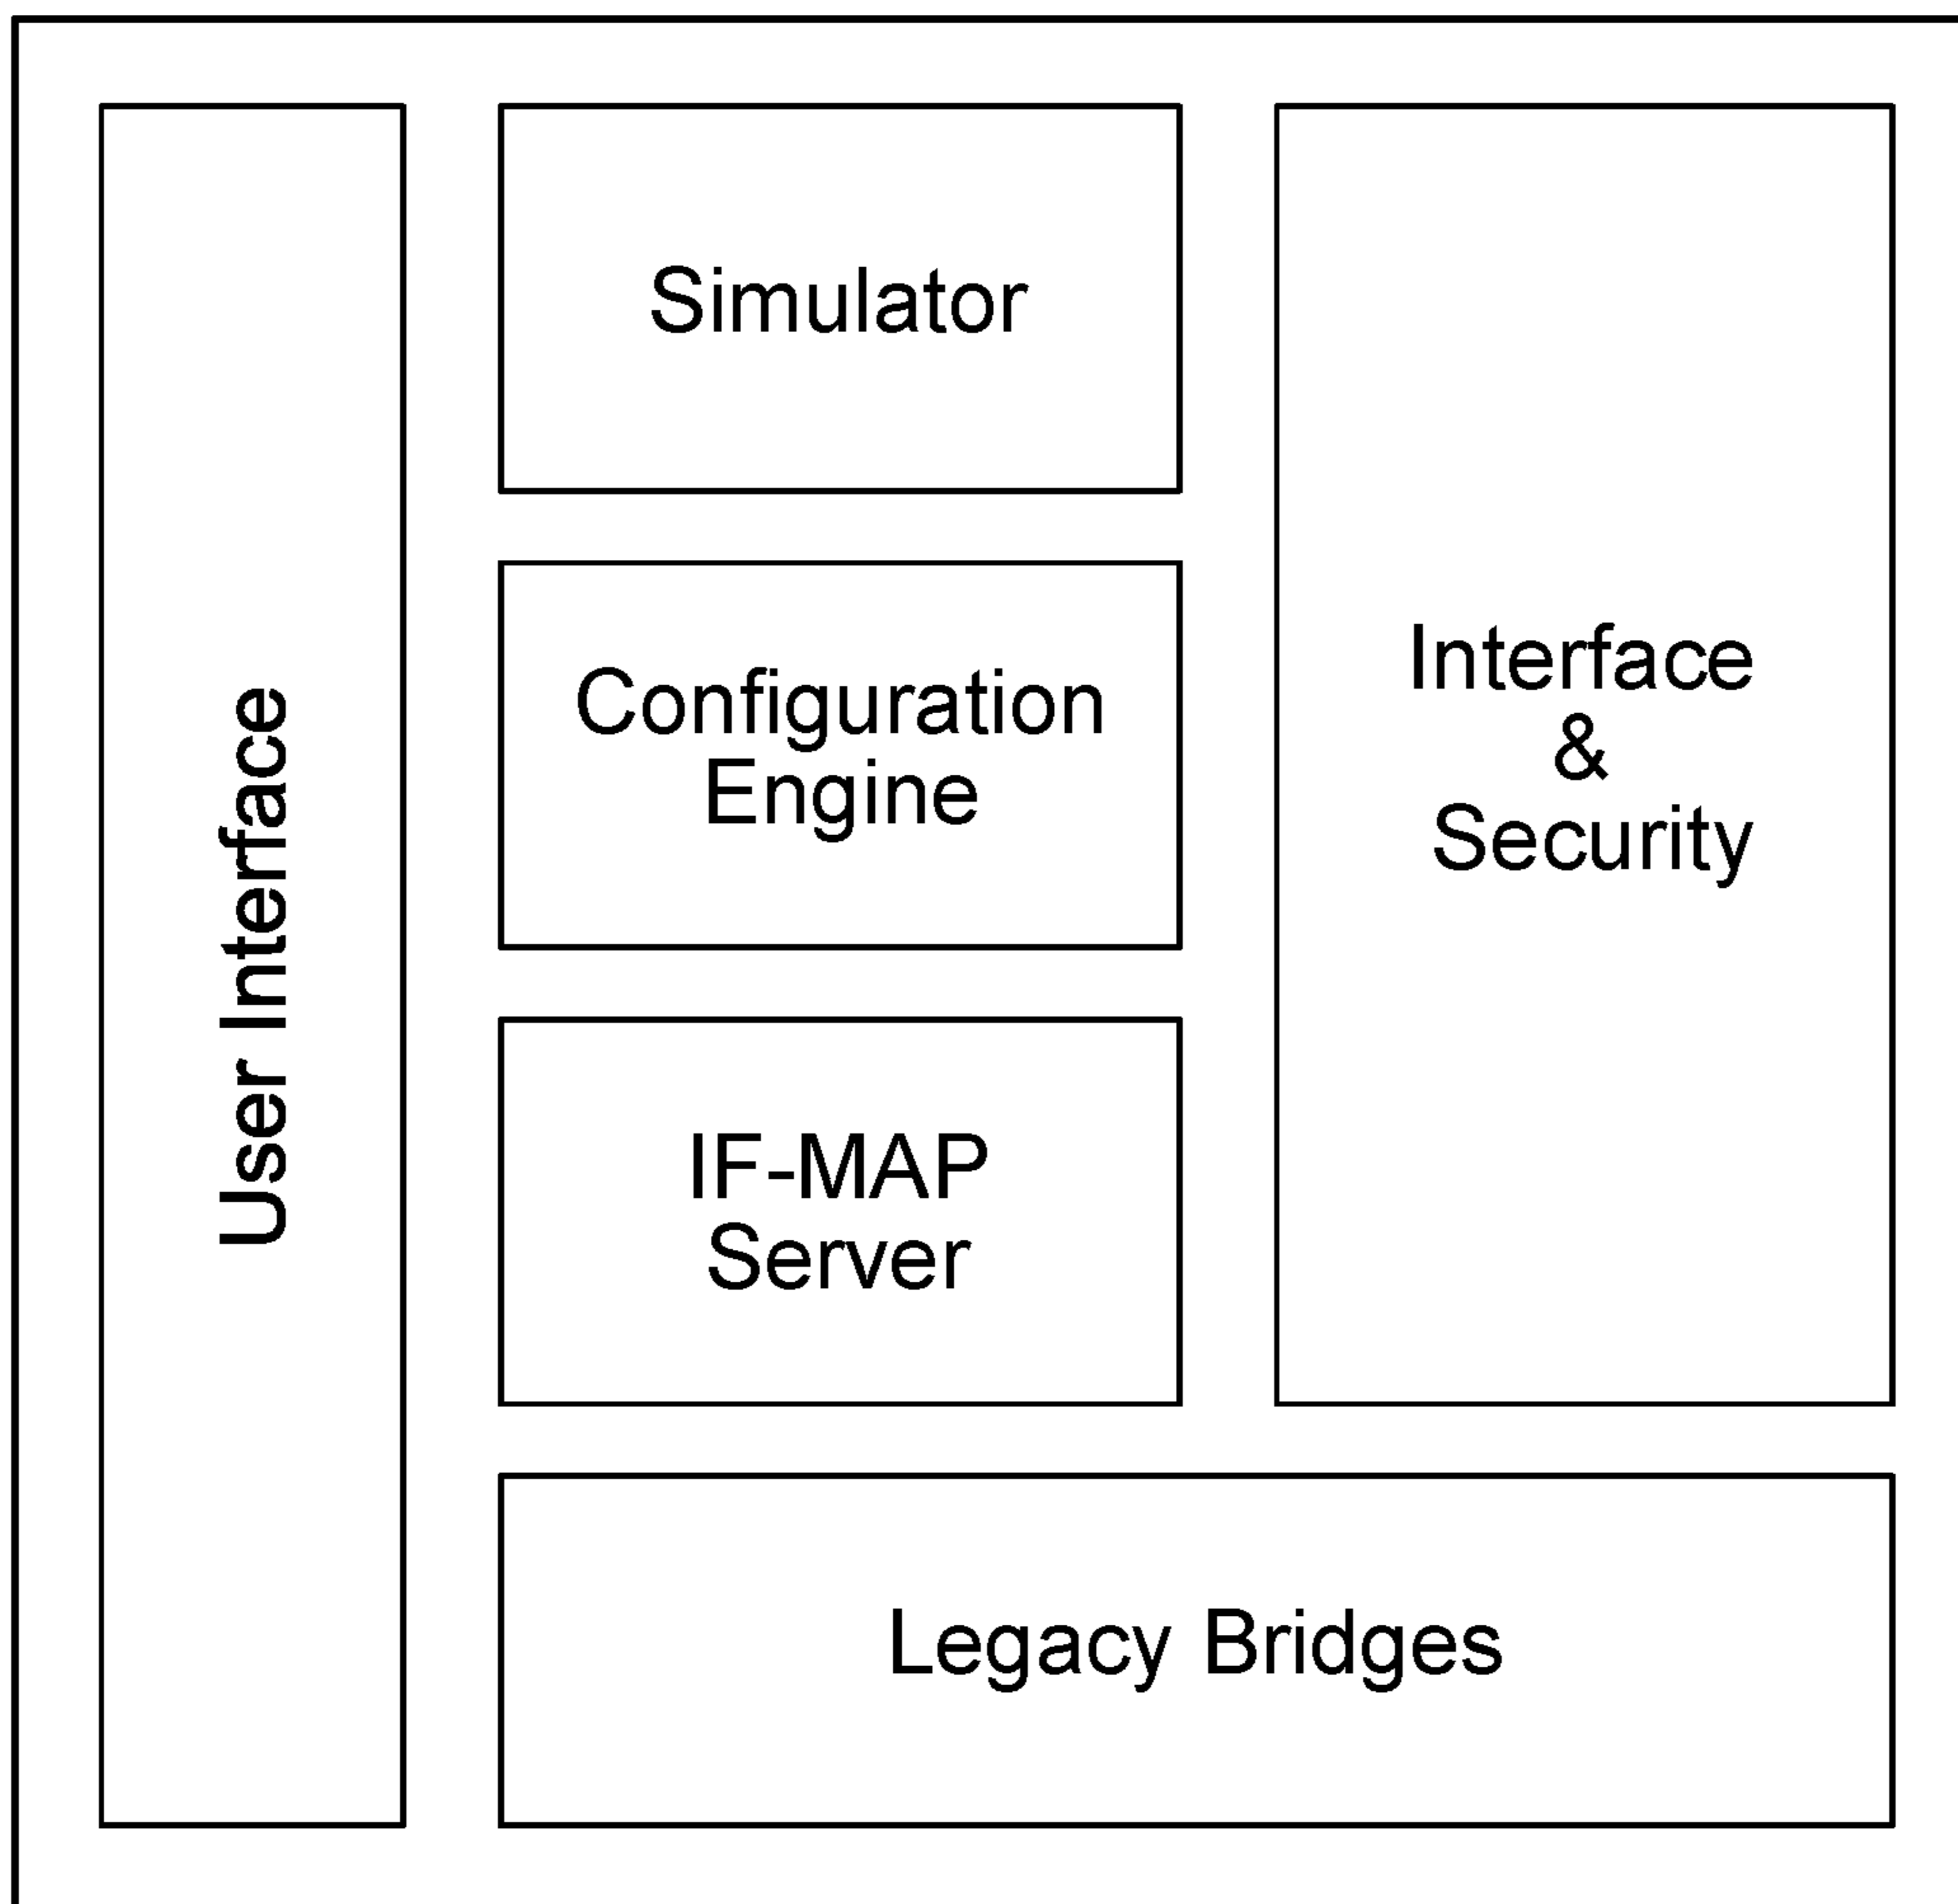 User Interface
Simulator
Configuration
Engine
IF-MAP
Server
Interface
&
Security
Legacy Bridges